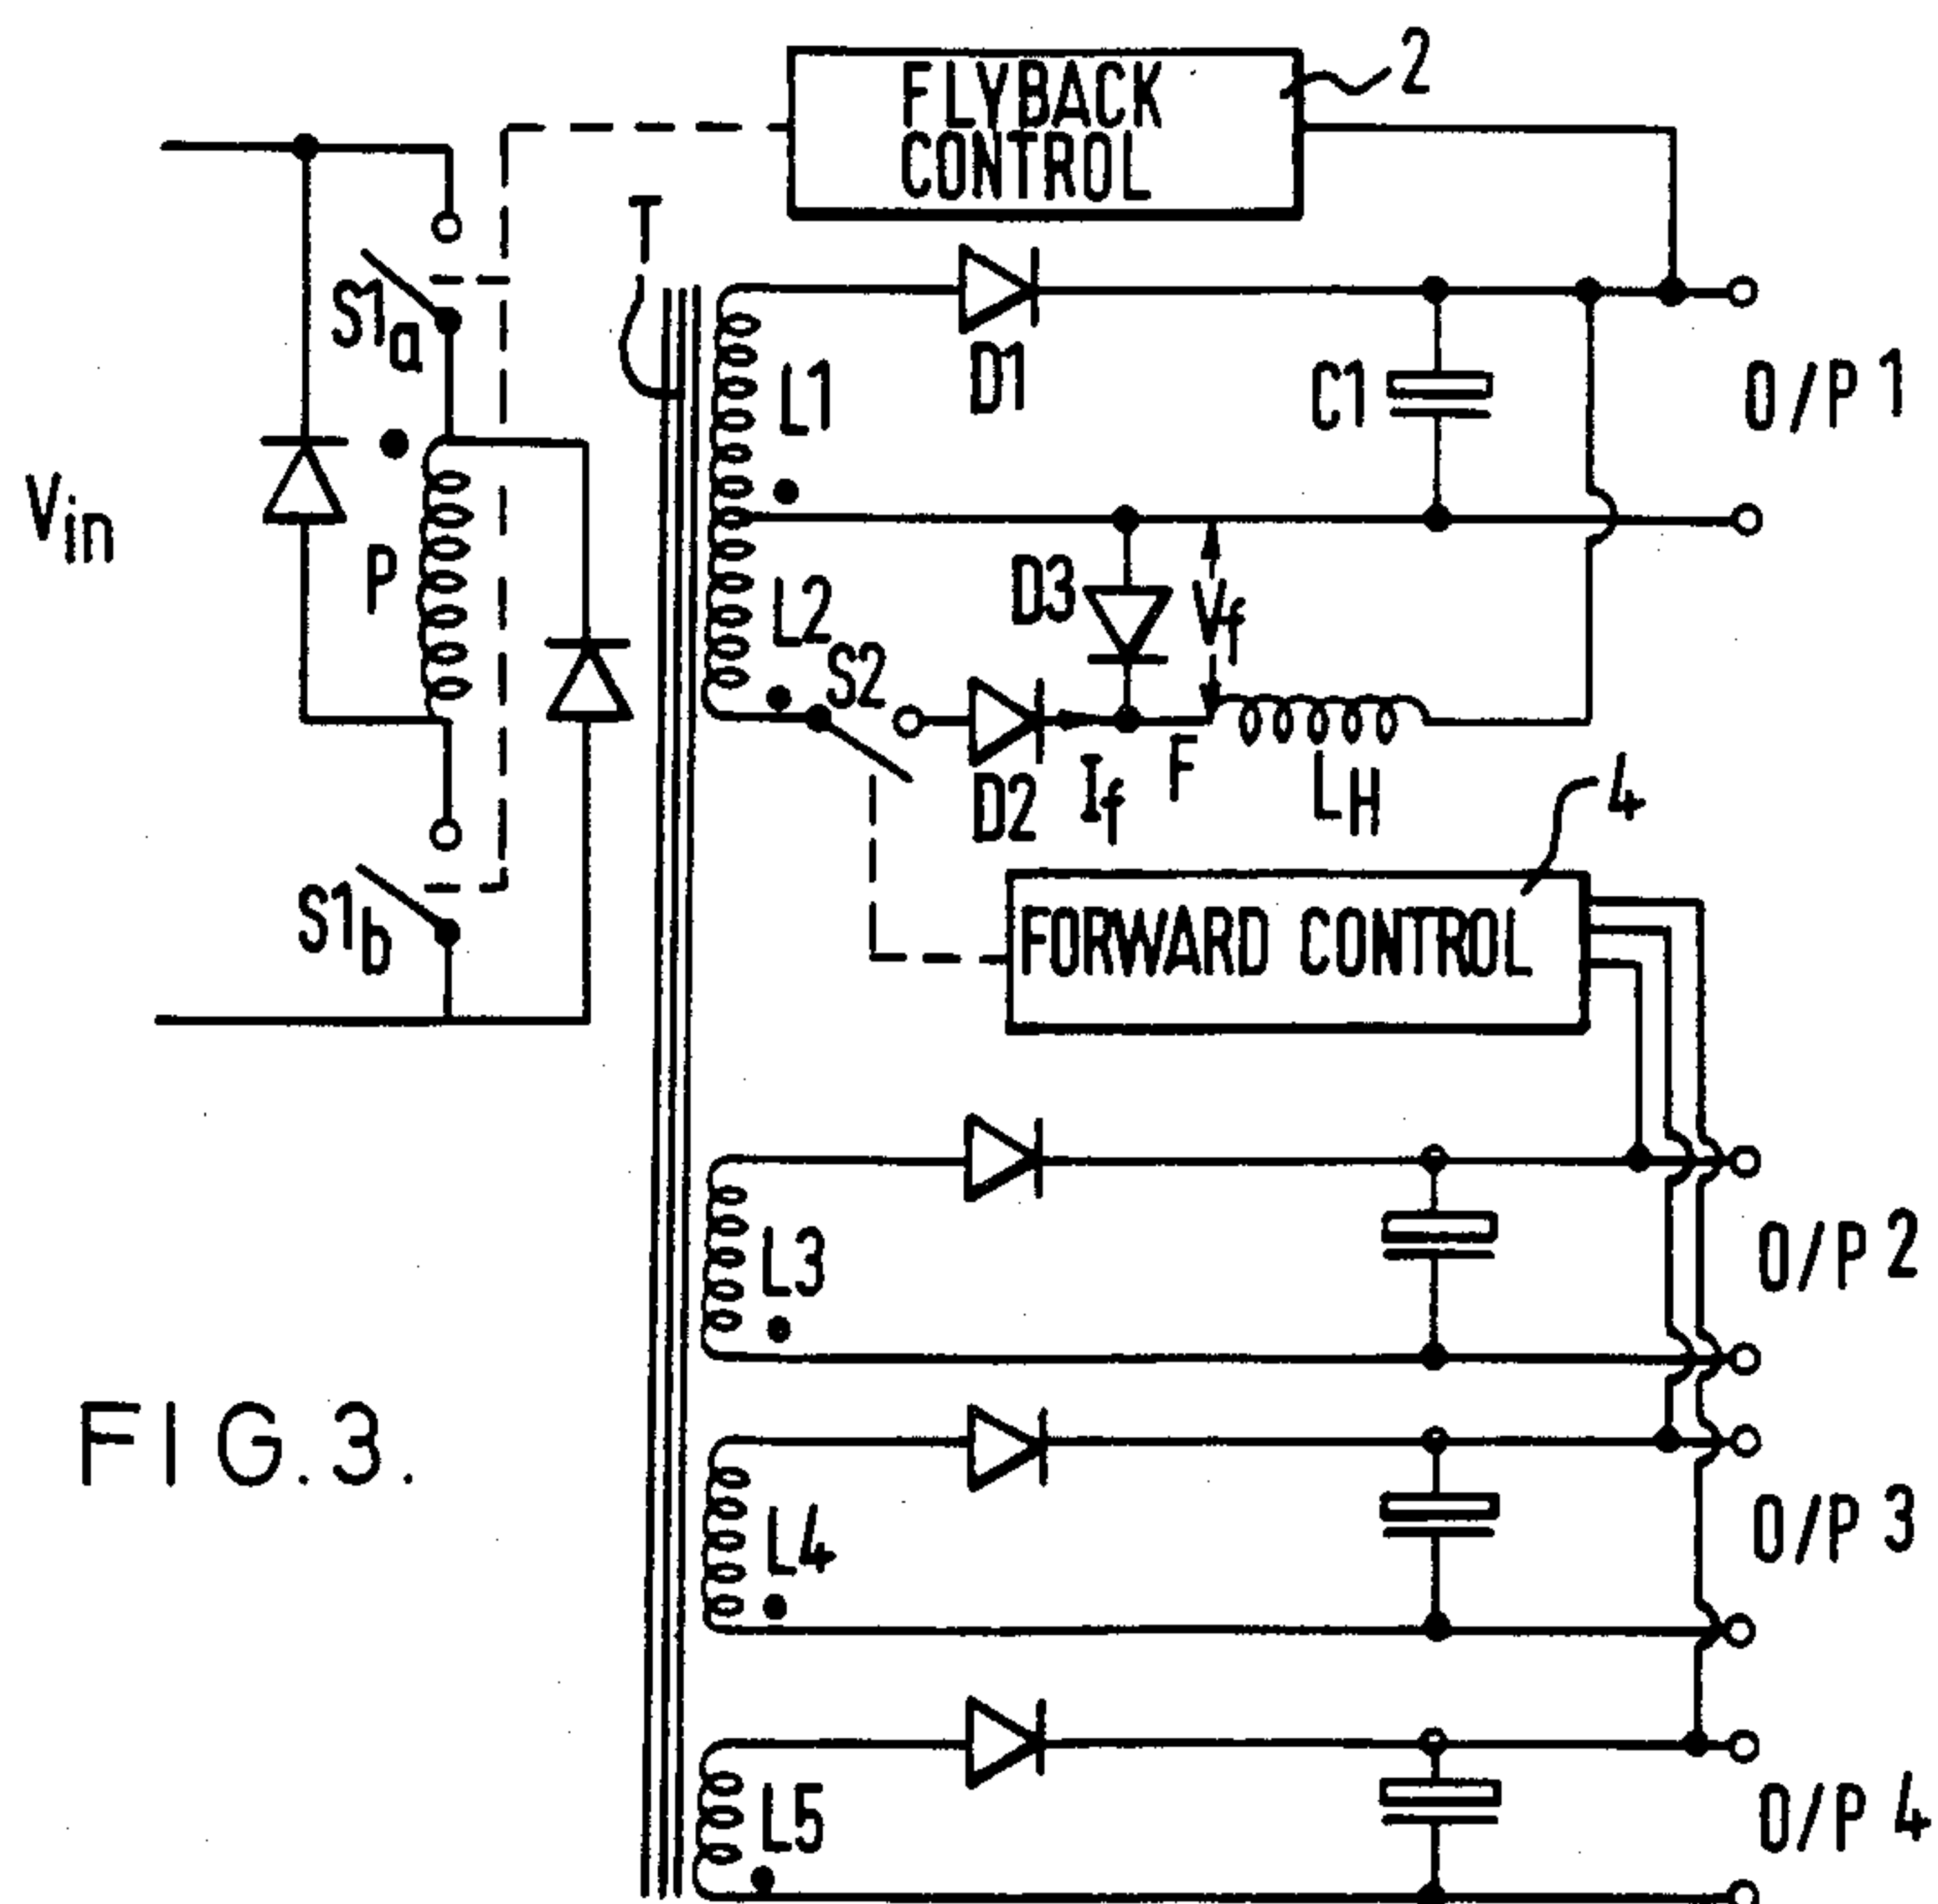 FLYBACK
CONTROL
2
T
S1a
L1
D1
C1
O/P 1
Vin
P
L2
S2
D3
Vf
D2
If
F
LH
4
S1b
FORWARD CONTROL
L3
O/P 2
FIG.3.
L4
O/P 3
L5
O/P 4